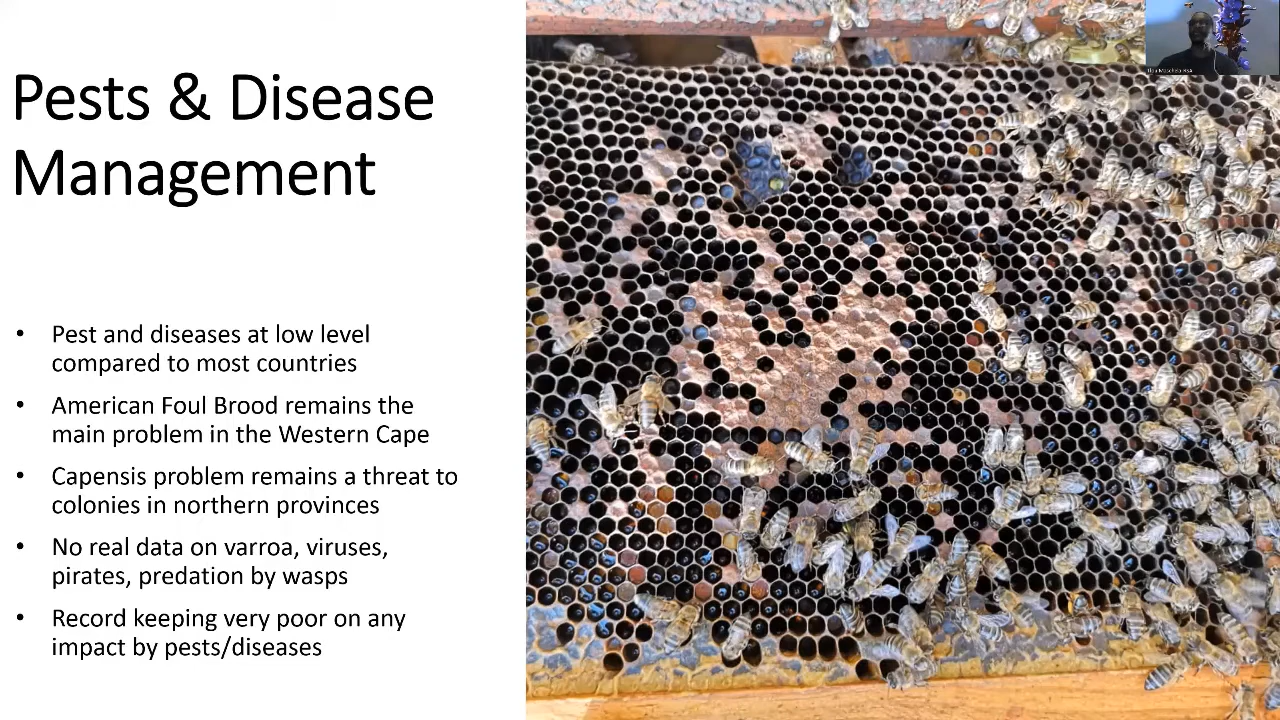 Pests & Disease
Management
• Pest and diseases at low level
compared to most countries
• American Foul Brood remains the
main problem in the Western Cape
• Capensis problem remains a threat to
colonies in northern provinces
• No real data on varroa, viruses,
pirates, predation by wasps
• Record keeping very poor on any
impact by pests/diseases